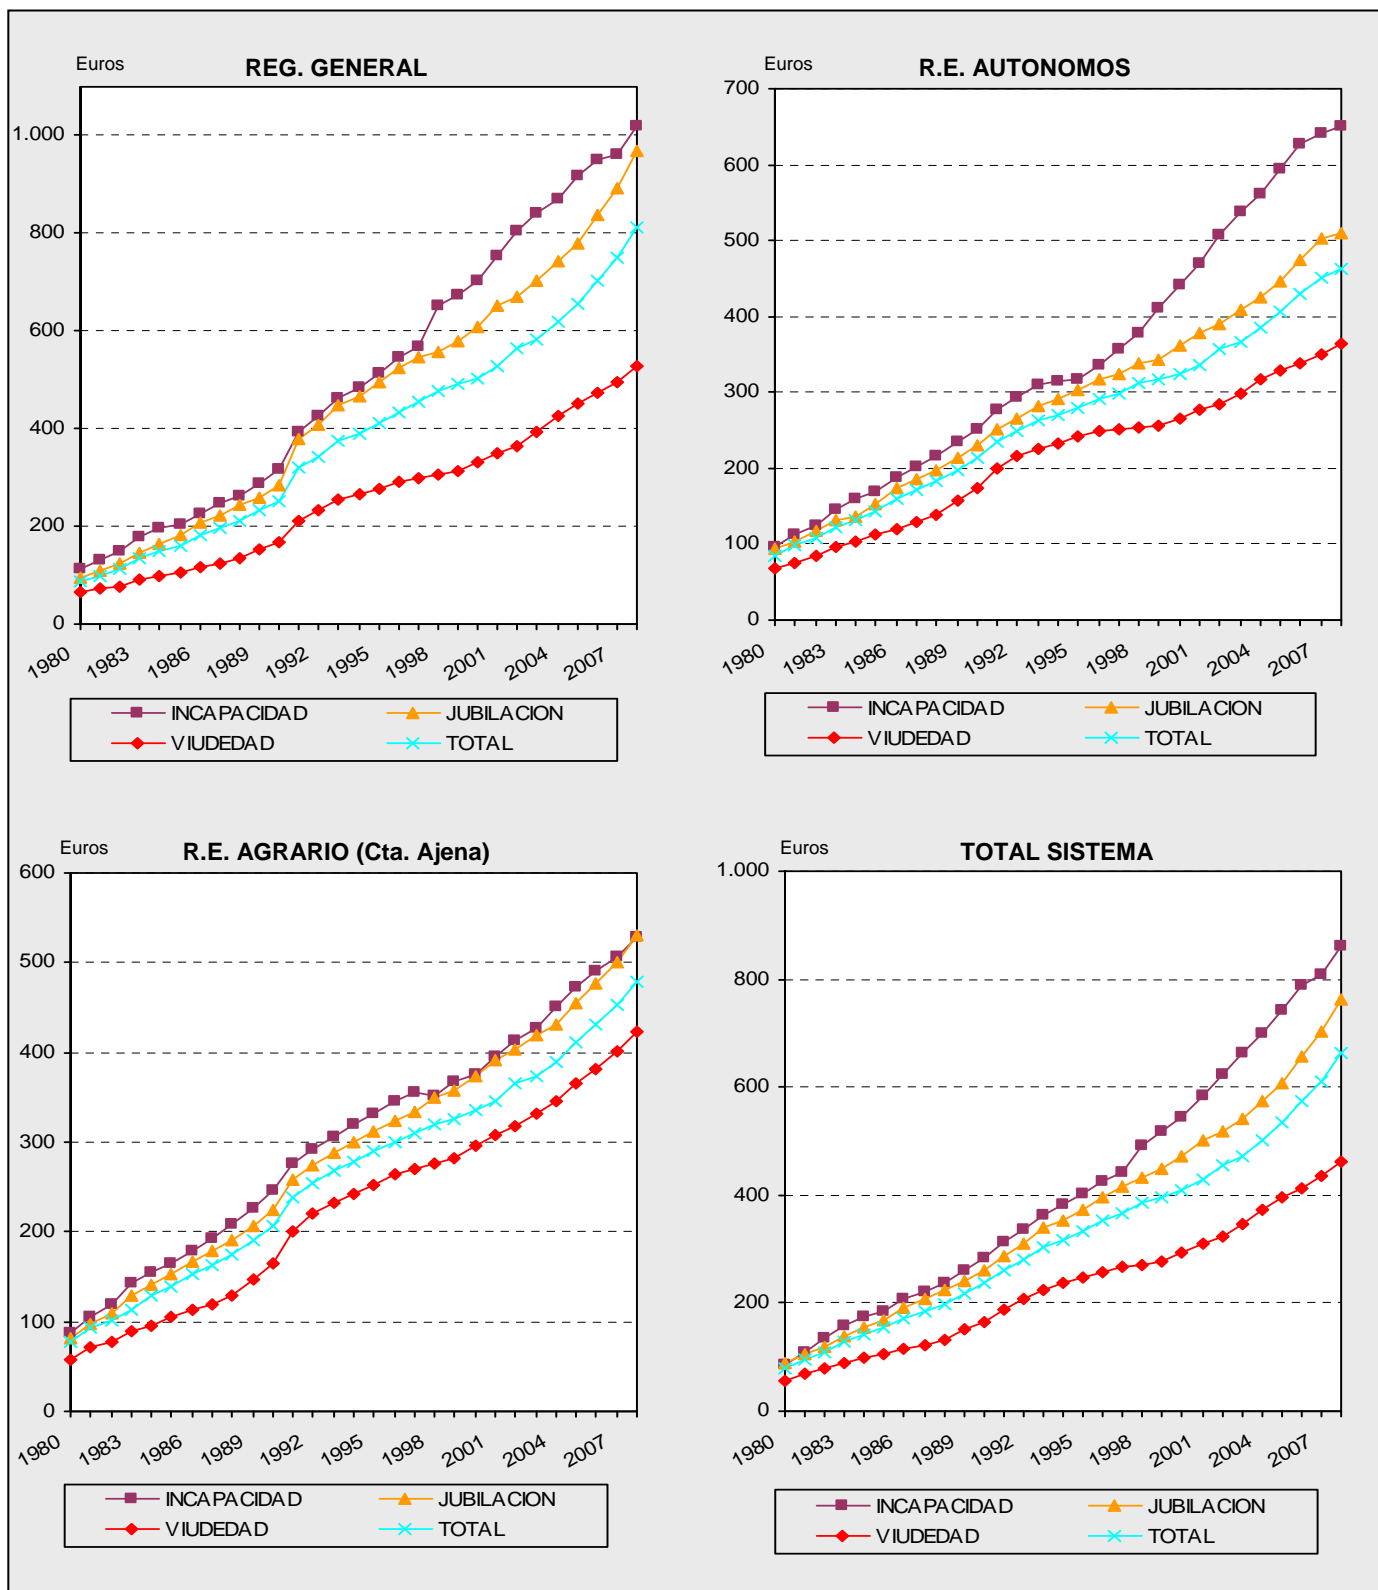 Euros
REG. GENERAL
1.000
800
600
400
200
0
1980
1983
1986
1989
1992
1995
1998
2001
2004
2007
INCAPACIDAD
JUBILACION
VIUDEDAD
TOTAL
Euros
R.E. AUTONOMOS
700
600
500
400
300
200
100
0
1980
1983
1986
1989
1992
1995
1998
2001
2004
2007
INCAPACIDAD
JUBILACION
VIUDEDAD
TOTAL
Euros
R.E. AGRARIO (Cta. Ajena)
600
500
400
300
200
100
0
1980
1983
1986
1989
1992
1995
1998
2001
2004
2007
INCAPACIDAD
JUBILACION
VIUDEDAD
TOTAL
Euros
TOTAL SISTEMA
1.000
800
600
400
200
0
1980
1983
1986
1989
1992
1995
1998
2001
2004
2007
INCAPACIDAD
JUBILACION
VIUDEDAD
TOTAL